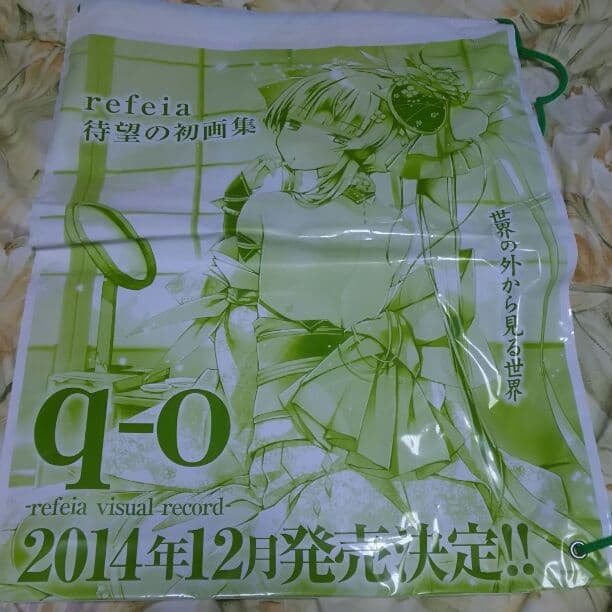 refeia
待望の初画集
世界の外から見る世界
q-o
-refeia visual record-
2014年12月発売決定!!